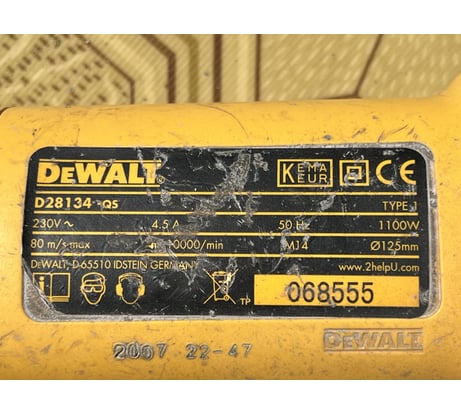 DEWALT
KEMA
KEUR
CE
D28134 -QS
TYPE 1
230V ~ 4.5 A 50 Hz 1100W
80 m/s max 0000/min M14 Ø125mm
DEWALT, D-65510 IDSTEIN GERMANY
www.2helpU.com
TP
068555
DEWALT
2007 22-47